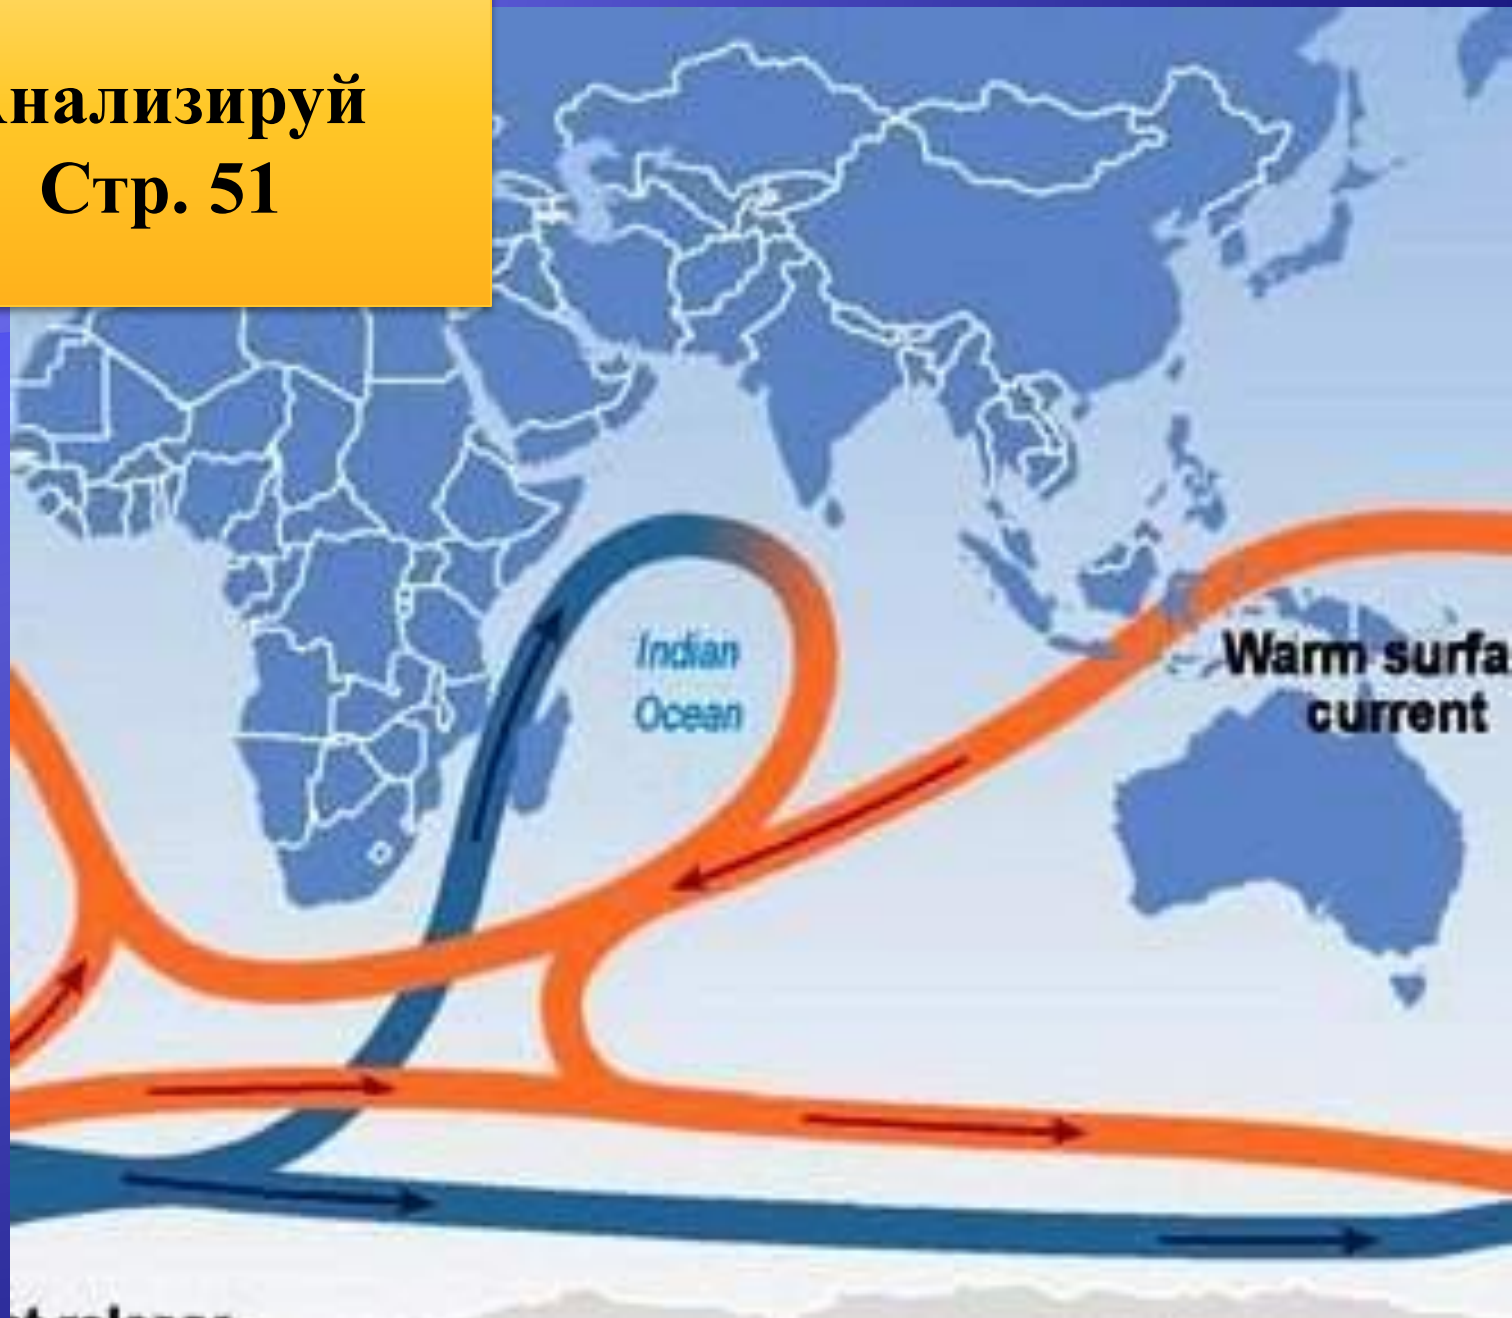 нализируй
Стр. 51
Indian
Ocean
Warm surfa
current